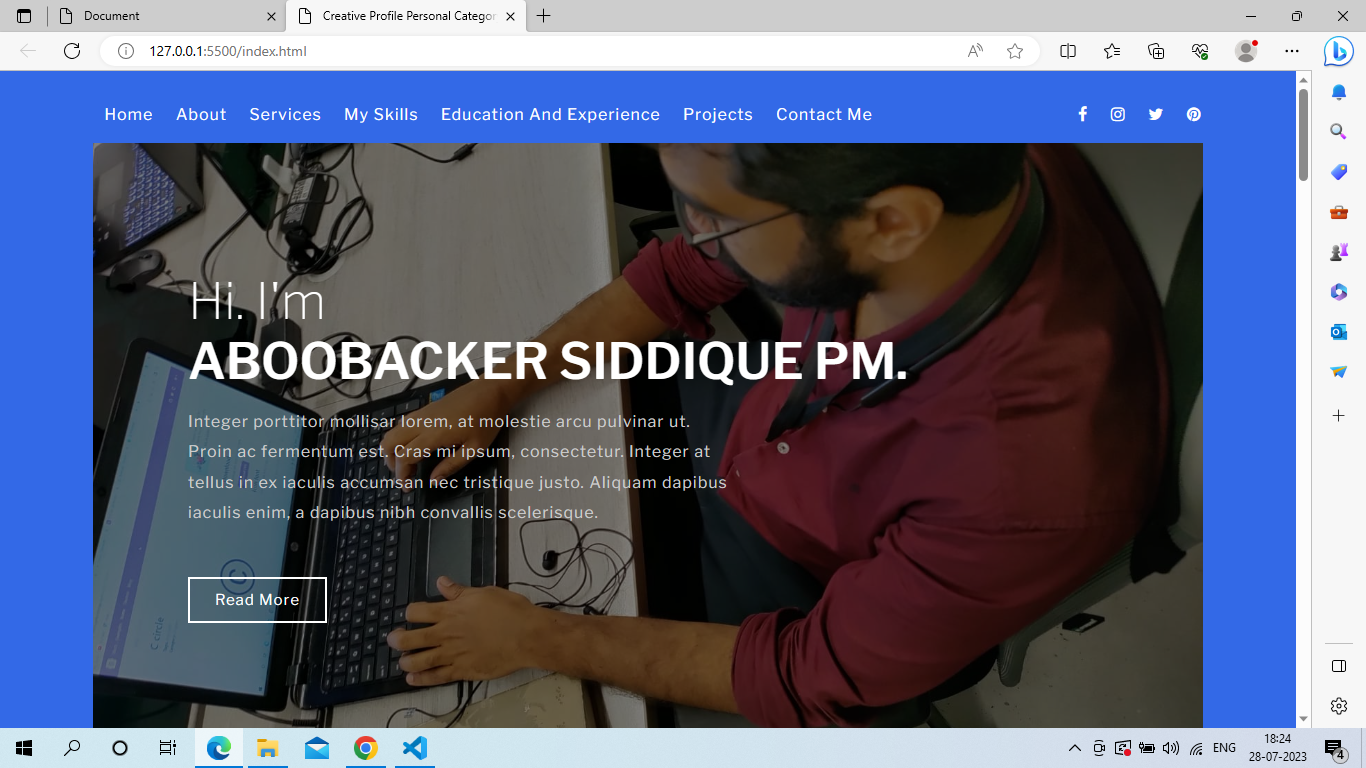 Document
Creative Profile Personal Categor
127.0.0.1:5500/index.html
Home About Services My Skills Education And Experience Projects Contact Me
Hi. I'm
ABOOBACKER SIDDIQUE PM.
Integer porttitor mollisar lorem, at molestie arcu pulvinar ut.
Proin ac fermentum est. Cras mi ipsum, consectetur. Integer at
tellus in ex iaculis accumsan nec tristique justo. Aliquam dapibus
iaculis enim, a dapibus nibh convallis scelerisque.
C circle
Read More
ENG
18:24
28-07-2023
4